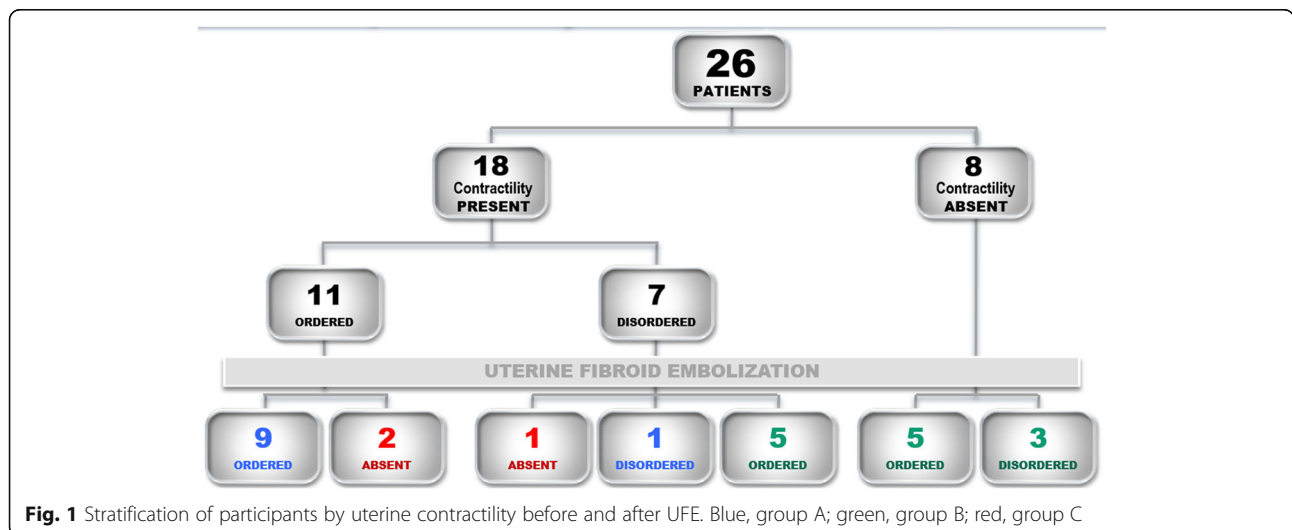 26
PATIENTS
18
Contractility
PRESENT
8
Contractility
ABSENT
11
ORDERED
7
DISORDERED
UTERINE FIBROID EMBOLIZATION
9
ORDERED
2
ABSENT
1
ABSENT
1
DISORDERED
5
ORDERED
5
ORDERED
3
DISORDERED
Fig. 1 Stratification of participants by uterine contractility before and after UFE. Blue, group A; green, group B; red, group C